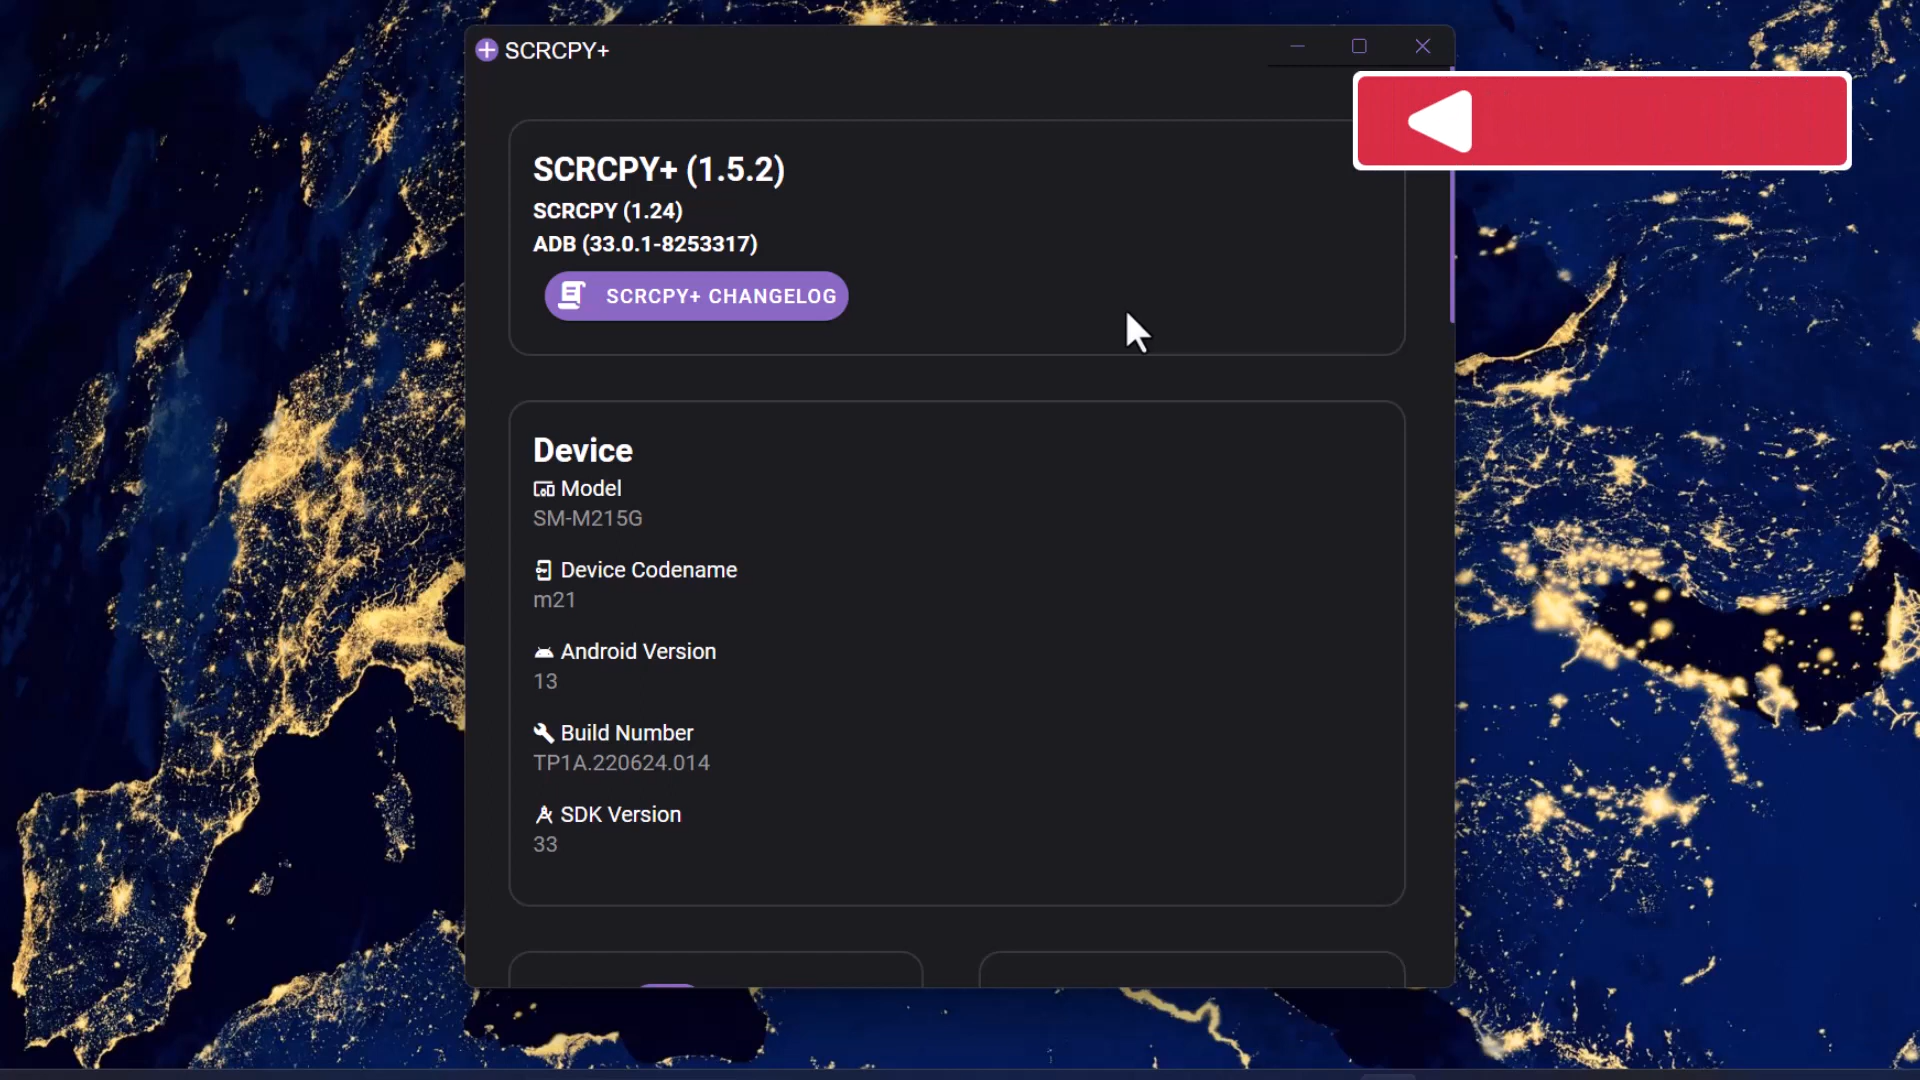 SCRCPY+
SCRCPY+ (1.5.2)
SCRCPY (1.24)
ADB (33.0.1-8253317)
SCRCPY+ CHANGELOG
Device
Model
SM-M215G
Device Codename
m21
Android Version
13
Build Number
TP1A.220624.014
SDK Version
33